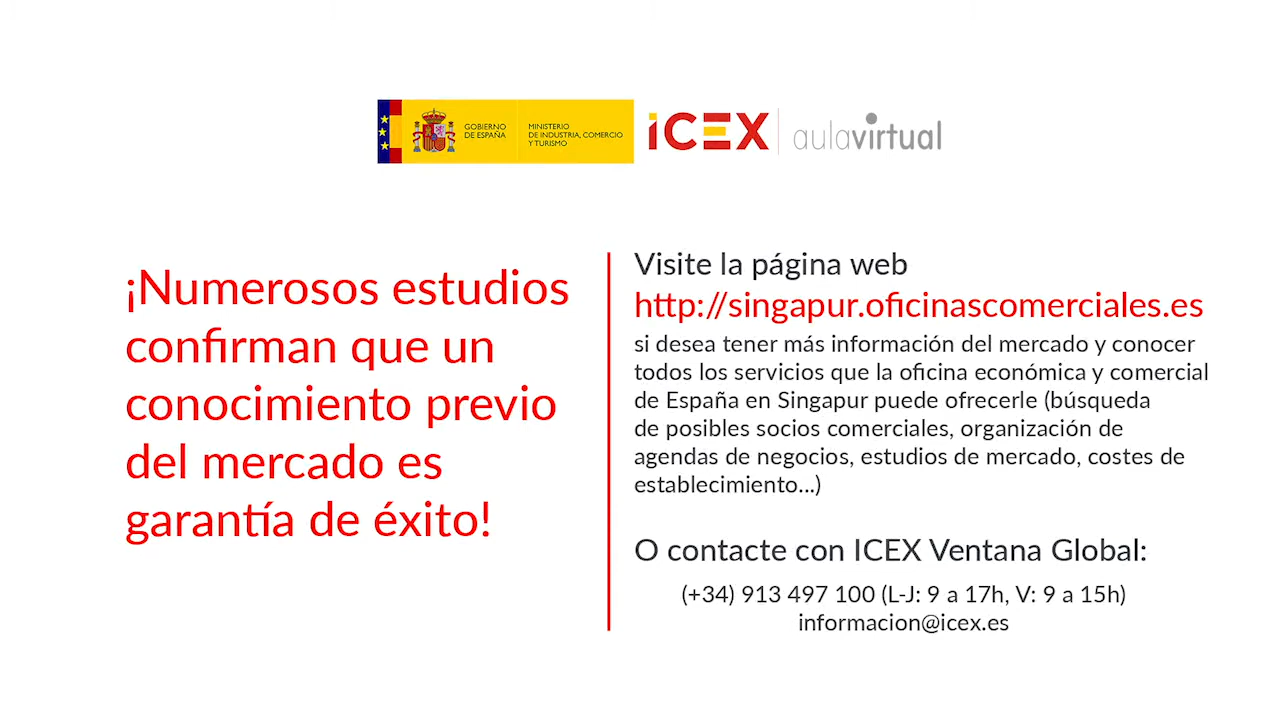 GOBIERNO
DE ESPAÑA
MINISTERIO
DE INDUSTRIA, COMERCIO
Y TURISMO
iCEX
aulavirtual
¡Numerosos estudios
confirman que un
conocimiento previo
del mercado es
garantía de éxito!
Visite la página web
http://singapur.oficinascomerciales.es
si desea tener más información del mercado y conocer
todos los servicios que la oficina económica y comercial
de España en Singapur puede ofrecerle (búsqueda
de posibles socios comerciales, organización de
agendas de negocios, estudios de mercado, costes de
establecimiento...)
O contacte con ICEX Ventana Global:
(+34) 913 497 100 (L-J: 9 a 17h, V: 9 a 15h)
informacion@icex.es